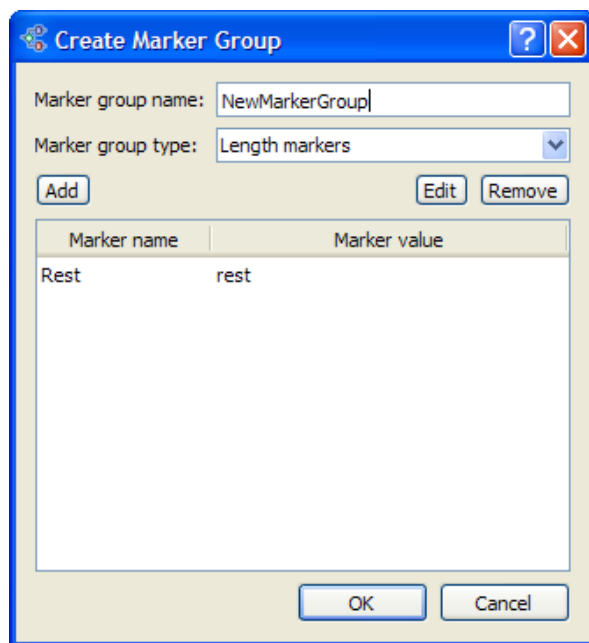 Create Marker Group
Marker group name: NewMarkerGroup
Marker group type: Length markers
Add Edit Remove
Marker name Marker value
Rest rest
OK Cancel